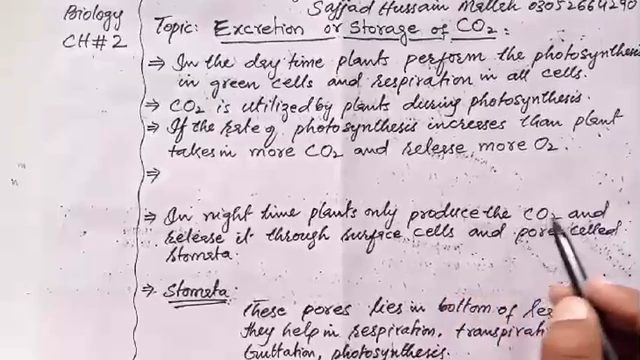 Biology
CH#2
Sajjad Hussain Mallah 03052664290
Topic: Excretion or Storage of CO2:
⇒ In the day time plants perform the photosynthesis
in green cells and respiration in all cells.
⇒ CO2 is utilized by plants during photosynthesis.
⇒ If the rate of photosynthesis increases than plant
takes in more CO2 and release more O2.
⇒
⇒ In night time plants only produce the CO2 and
release it through surface cells and pores called
Stometa.
⇒ Stometa:
These pores lies in bottom of
they help in respiration, transpirati
Guttation, photosynthesis.